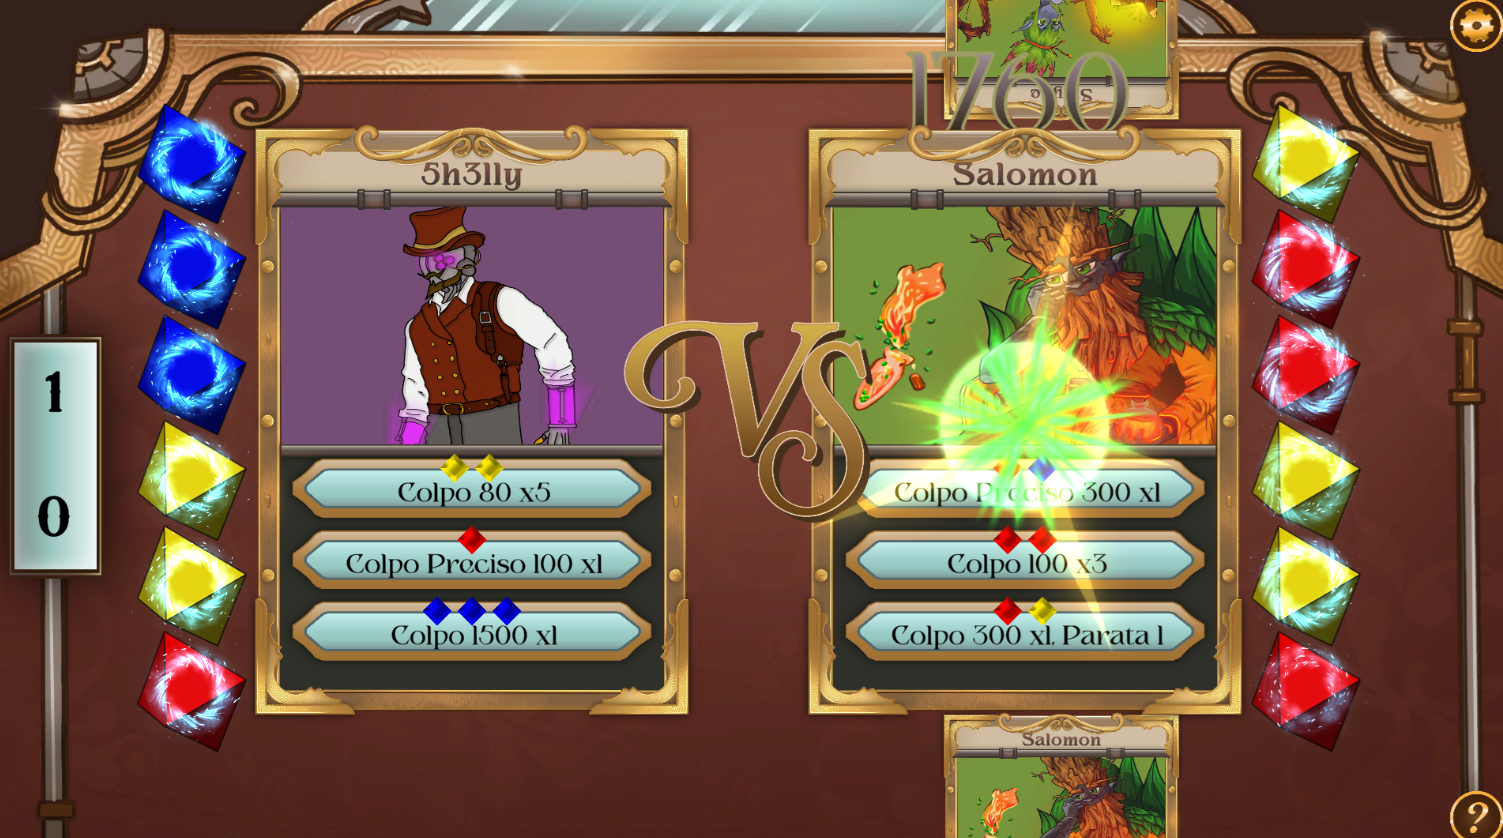 1760
5h3lly
Salomon
VS
1
0
Colpo 80 x5
Colpo Preciso 100 x1
Colpo 1500 x1
Colpo Preciso 300 x1
Colpo 100 x3
Colpo 300 x1, Parata 1
Salomon
?